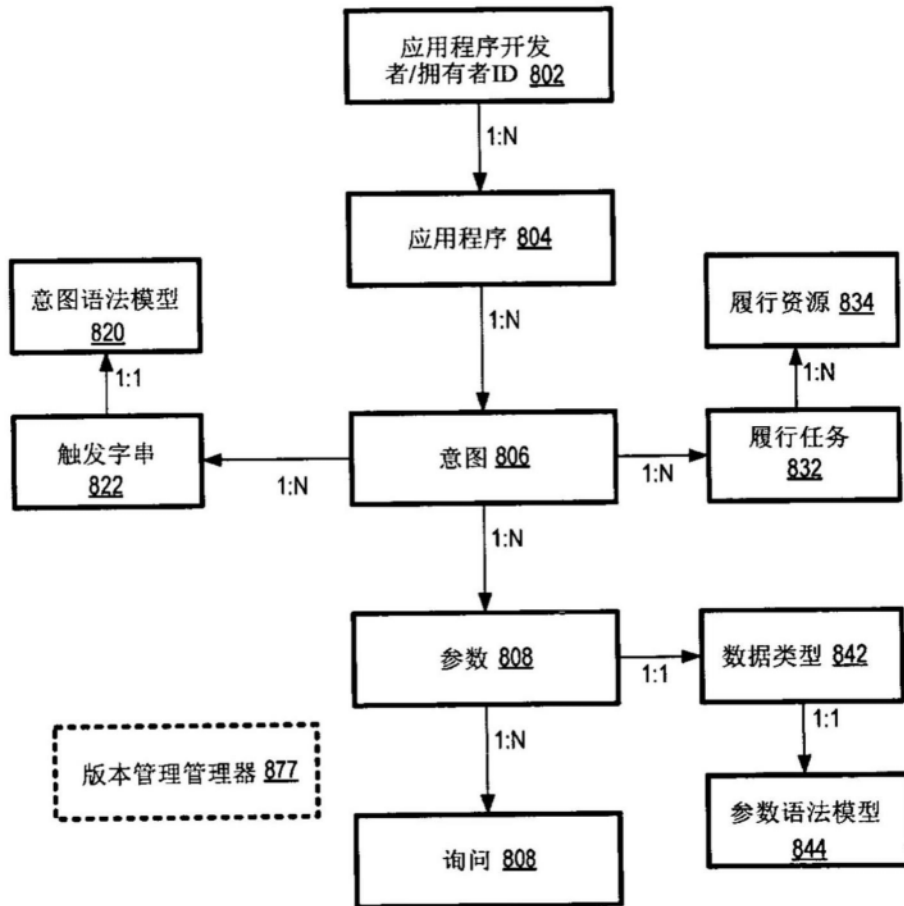 应用程序开发
者/拥有者ID 802
1:N
应用程序 804
1:N
意图语法模型
820
1:1
履行资源 834
1:N
触发字串
822
1:N
意图 806
1:N
履行任务
832
1:N
参数 808
1:1
数据类型 842
1:1
1:N
版本管理管理器 877
参数语法模型
844
询问 808